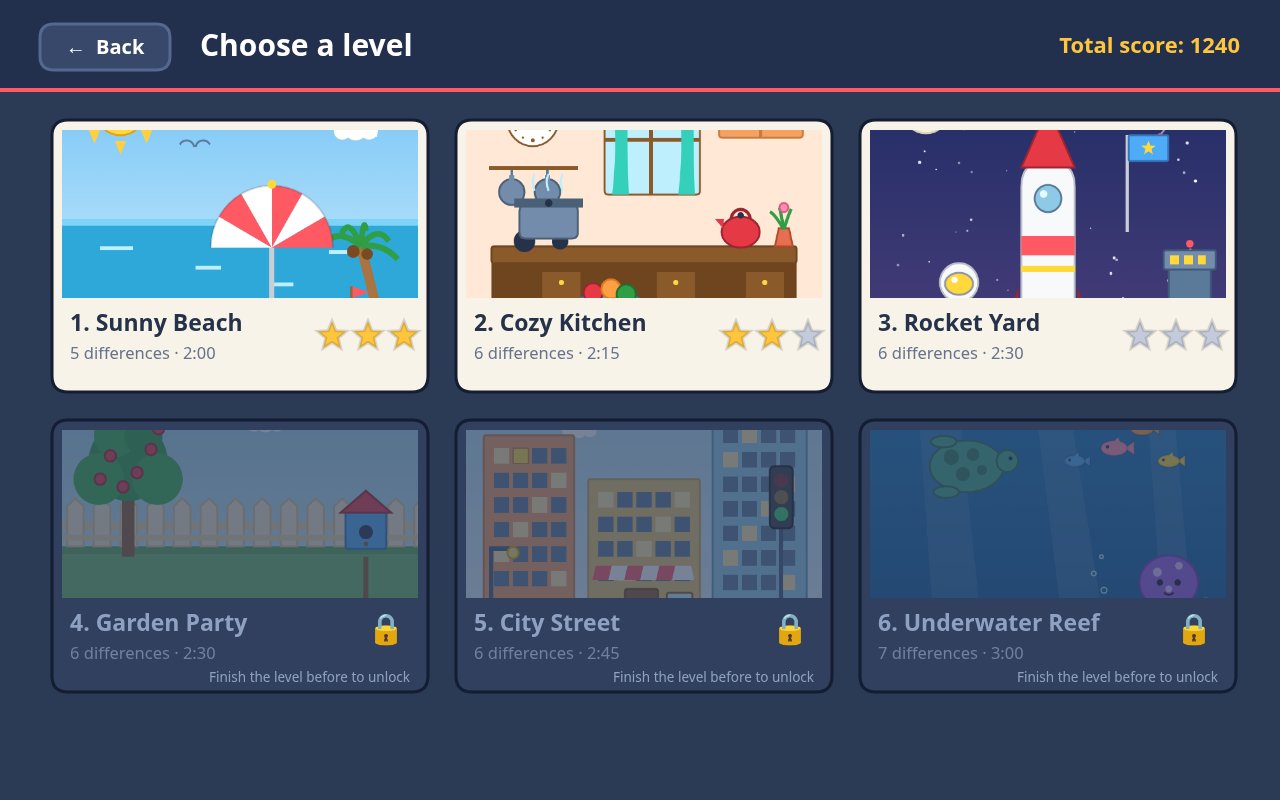 ← Back
Choose a level
Total score: 1240
1. Sunny Beach
5 differences · 2:00
2. Cozy Kitchen
6 differences · 2:15
3. Rocket Yard
6 differences · 2:30
4. Garden Party
6 differences · 2:30
Finish the level before to unlock
5. City Street
6 differences · 2:45
Finish the level before to unlock
6. Underwater Reef
7 differences · 3:00
Finish the level before to unlock